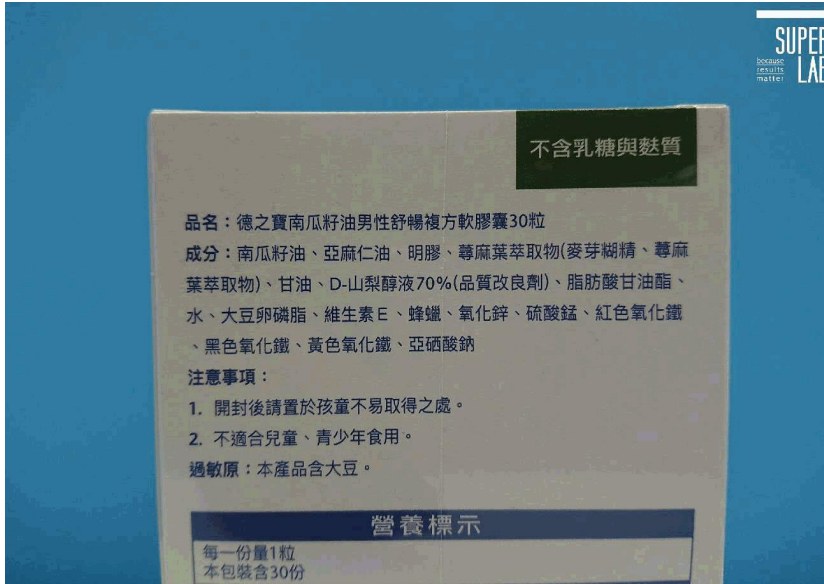 SUPER
LAB
because
results
matter
不含乳糖與麩質
品名：德之寶南瓜籽油男性舒暢複方軟膠囊30粒
成分：南瓜籽油、亞麻仁油、明膠、蕁麻葉萃取物(麥芽糊精、蕁麻
葉萃取物)、甘油、D-山梨醇液70%(品質改良劑)、脂肪酸甘油酯、
水、大豆卵磷脂、維生素E、蜂蠟、氧化鋅、硫酸錳、紅色氧化鐵
、黑色氧化鐵、黃色氧化鐵、亞硒酸鈉
注意事項：
1. 開封後請置於孩童不易取得之處。
2. 不適合兒童、青少年食用。
過敏原：本產品含大豆。
營養標示
每一份量1粒
本包裝含30份